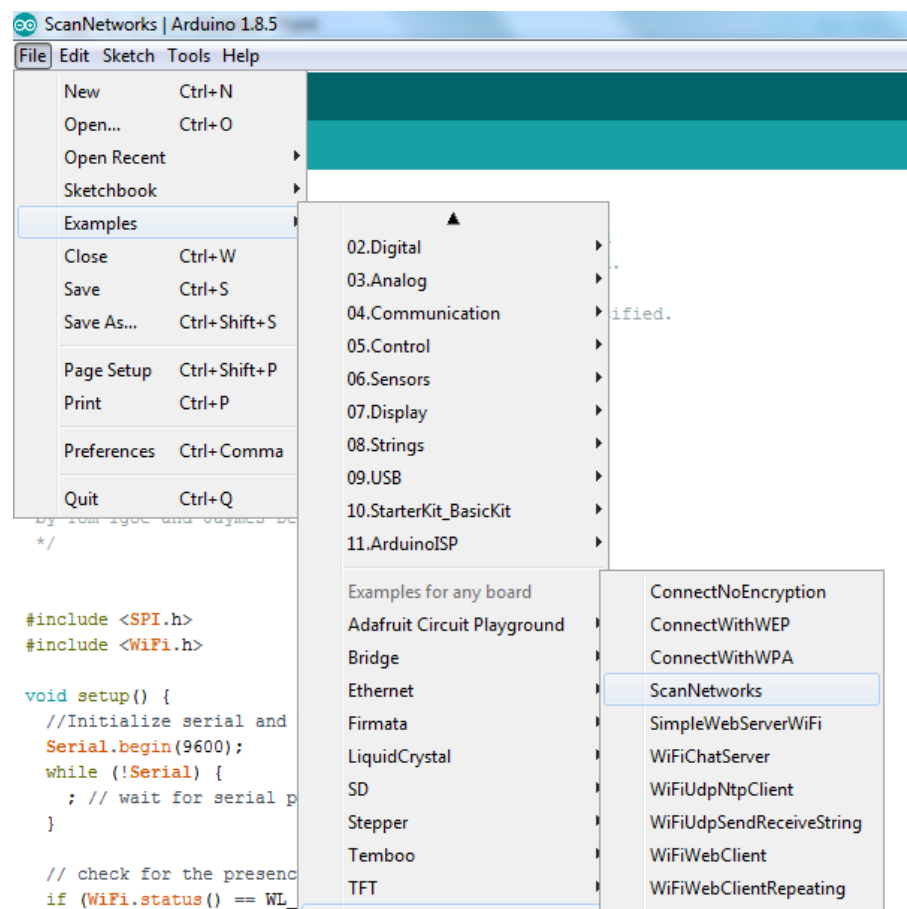 ScanNetworks | Arduino 1.8.5
File Edit Sketch Tools Help
New Ctrl+N
Open... Ctrl+O
Open Recent
Sketchbook
Examples
Close Ctrl+W
Save Ctrl+S
Save As... Ctrl+Shift+S
Page Setup Ctrl+Shift+P
Print Ctrl+P
Preferences Ctrl+Comma
Quit Ctrl+Q
02.Digital
03.Analog
04.Communication
05.Control
06.Sensors
07.Display
08.Strings
09.USB
10.StarterKit_BasicKit
11.ArduinoISP
Examples for any board
Adafruit Circuit Playground
Bridge
Ethernet
Firmata
LiquidCrystal
SD
Stepper
Temboo
TFT
ConnectNoEncryption
ConnectWithWEP
ConnectWithWPA
ScanNetworks
SimpleWebServerWiFi
WiFiChatServer
WiFiUdpNtpClient
WiFiUdpSendReceiveString
WiFiWebClient
WiFiWebClientRepeating
ified.
*/
#include <SPI.h>
#include <WiFi.h>
void setup() {
//Initialize serial and
Serial.begin(9600);
while (!Serial) {
; // wait for serial p
}
// check for the presenc
if (WiFi.status() == WL_